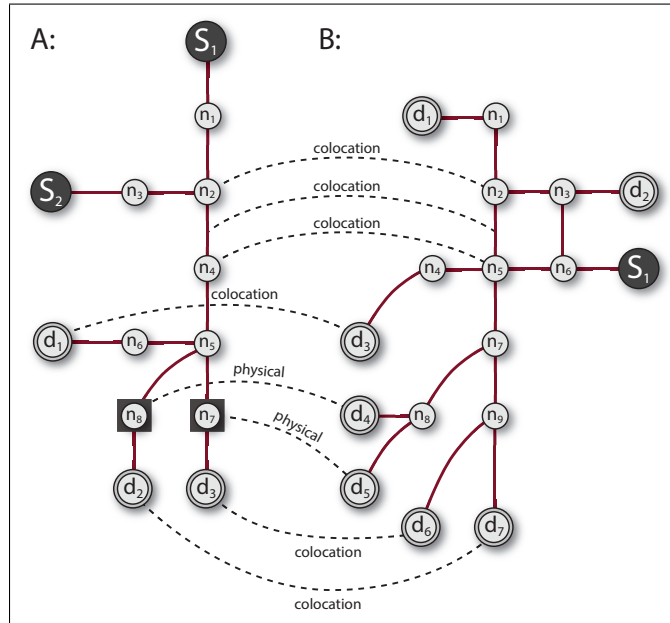 A:
B:
S1
n1
d1
n1
colocation
S2
n3
n2
n2
n3
d2
colocation
colocation
n4
n4
n5
n6
S1
colocation
d1
n6
n5
d3
n7
physical
n8
n7
physical
d4
n8
n9
d2
d3
d5
d6
d7
colocation
colocation